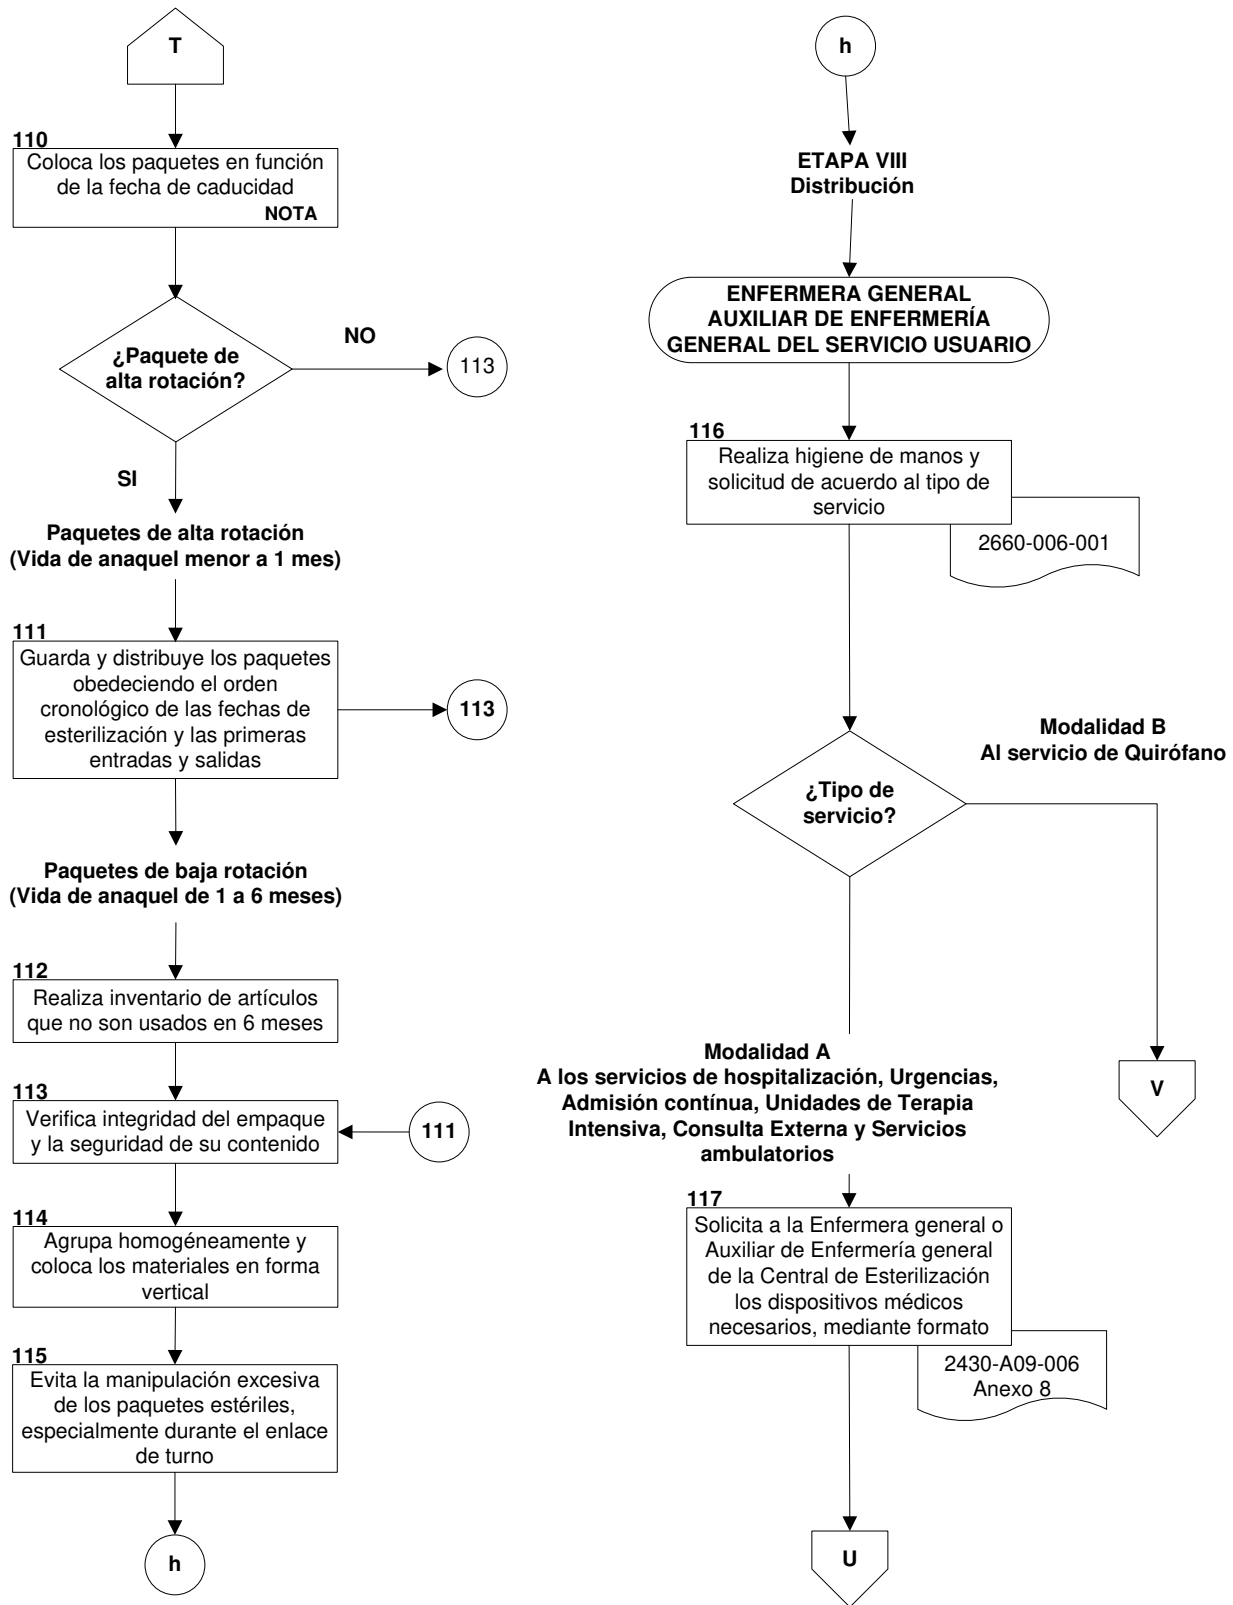 T
110
Coloca los paquetes en función
de la fecha de caducidad
NOTA
¿Paquete de
alta rotación?
NO
113
SI
Paquetes de alta rotación
(Vida de anaquel menor a 1 mes)
111
Guarda y distribuye los paquetes
obedeciendo el orden
cronológico de las fechas de
esterilización y las primeras
entradas y salidas
113
Paquetes de baja rotación
(Vida de anaquel de 1 a 6 meses)
112
Realiza inventario de artículos
que no son usados en 6 meses
113
Verifica integridad del empaque
y la seguridad de su contenido
111
114
Agrupa homogéneamente y
coloca los materiales en forma
vertical
115
Evita la manipulación excesiva
de los paquetes estériles,
especialmente durante el enlace
de turno
h
h
ETAPA VIII
Distribución
ENFERMERA GENERAL
AUXILIAR DE ENFERMERÍA
GENERAL DEL SERVICIO USUARIO
116
Realiza higiene de manos y
solicitud de acuerdo al tipo de
servicio
2660-006-001
¿Tipo de
servicio?
Modalidad B
Al servicio de Quirófano
V
Modalidad A
A los servicios de hospitalización, Urgencias,
Admisión contínua, Unidades de Terapia
Intensiva, Consulta Externa y Servicios
ambulatorios
117
Solicita a la Enfermera general o
Auxiliar de Enfermería general
de la Central de Esterilización
los dispositivos médicos
necesarios, mediante formato
2430-A09-006
Anexo 8
U